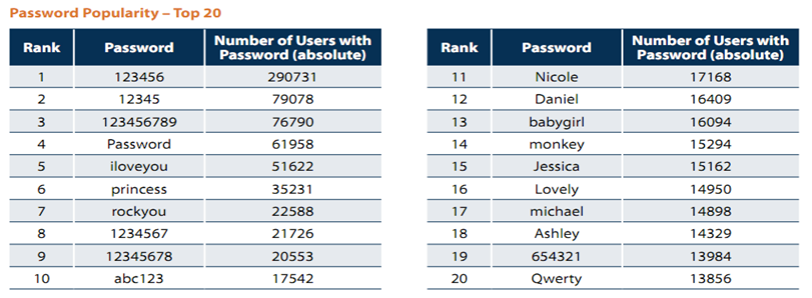 Password Popularity – Top 20
Rank Password Number of Users with Password (absolute)
1 123456 290731
2 12345 79078
3 123456789 76790
4 Password 61958
5 iloveyou 51622
6 princess 35231
7 rockyou 22588
8 1234567 21726
9 12345678 20553
10 abc123 17542
Rank Password Number of Users with Password (absolute)
11 Nicole 17168
12 Daniel 16409
13 babygirl 16094
14 monkey 15294
15 Jessica 15162
16 Lovely 14950
17 michael 14898
18 Ashley 14329
19 654321 13984
20 Qwerty 13856